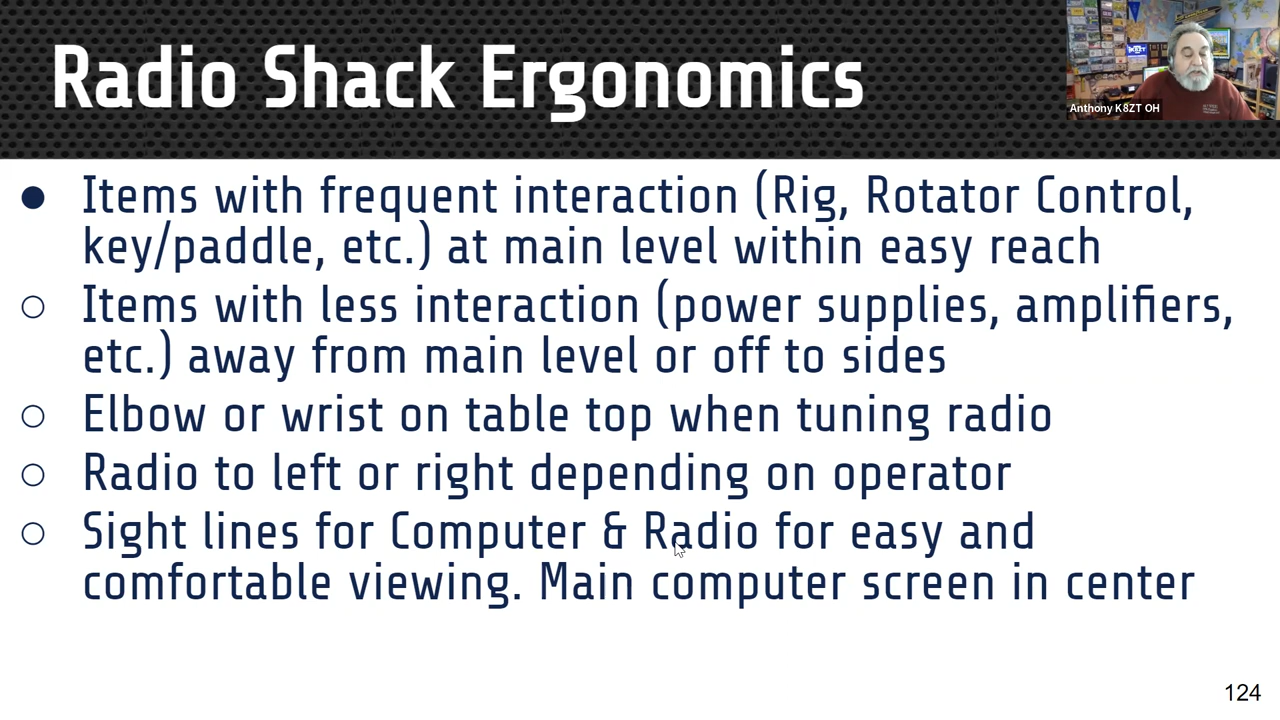 Radio Shack Ergonomics
Anthony K8ZT OH
K8ZT
● Items with frequent interaction (Rig, Rotator Control,
key/paddle, etc.) at main level within easy reach
○ Items with less interaction (power supplies, amplifiers,
etc.) away from main level or off to sides
○ Elbow or wrist on table top when tuning radio
○ Radio to left or right depending on operator
○ Sight lines for Computer & Radio for easy and
comfortable viewing. Main computer screen in center
124